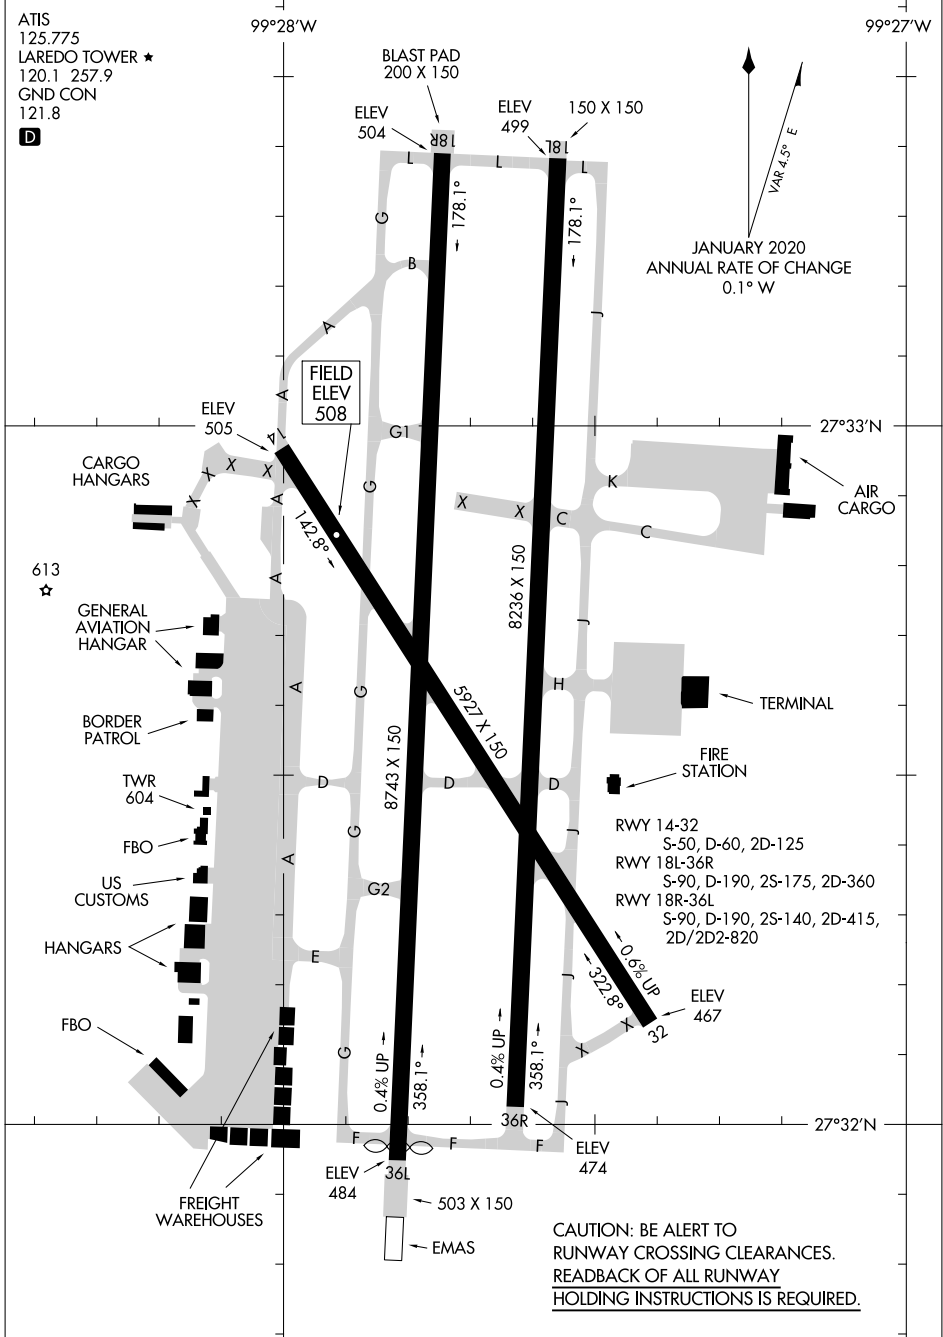 ATIS
125.775
LAREDO TOWER ★
120.1 257.9
GND CON
121.8
D
99°28'W
99°27'W
BLAST PAD
200 X 150
ELEV
504
ELEV
499
150 X 150
18R
18L
L
L
L
VAR 4.5° E
JANUARY 2020
ANNUAL RATE OF CHANGE
0.1° W
178.1°
178.1°
G
B
A
J
A
FIELD
ELEV
508
ELEV
505
14
G1
27°33'N
CARGO
HANGARS
X
X
X
X
A
G
K
AIR
CARGO
X
X
C
C
142.8°
613
A
8236 X 150
GENERAL
AVIATION
HANGAR
J
A
G
H
5927 X 150
TERMINAL
BORDER
PATROL
8743 X 150
FIRE
STATION
TWR
604
D
D
D
FBO
G
J
RWY 14-32
S-50, D-60, 2D-125
RWY 18L-36R
S-90, D-190, 2S-175, 2D-360
RWY 18R-36L
S-90, D-190, 2S-140, 2D-415,
2D/2D2-820
A
US
CUSTOMS
G2
HANGARS
E
0.6% UP
322.8°
J
ELEV
467
32
FBO
G
0.4% UP
358.1°
0.4% UP
358.1°
X
X
J
36R
27°32'N
F
F
F
ELEV
474
ELEV
484
36L
FREIGHT
WAREHOUSES
503 X 150
EMAS
CAUTION: BE ALERT TO
RUNWAY CROSSING CLEARANCES.
READBACK OF ALL RUNWAY
HOLDING INSTRUCTIONS IS REQUIRED.